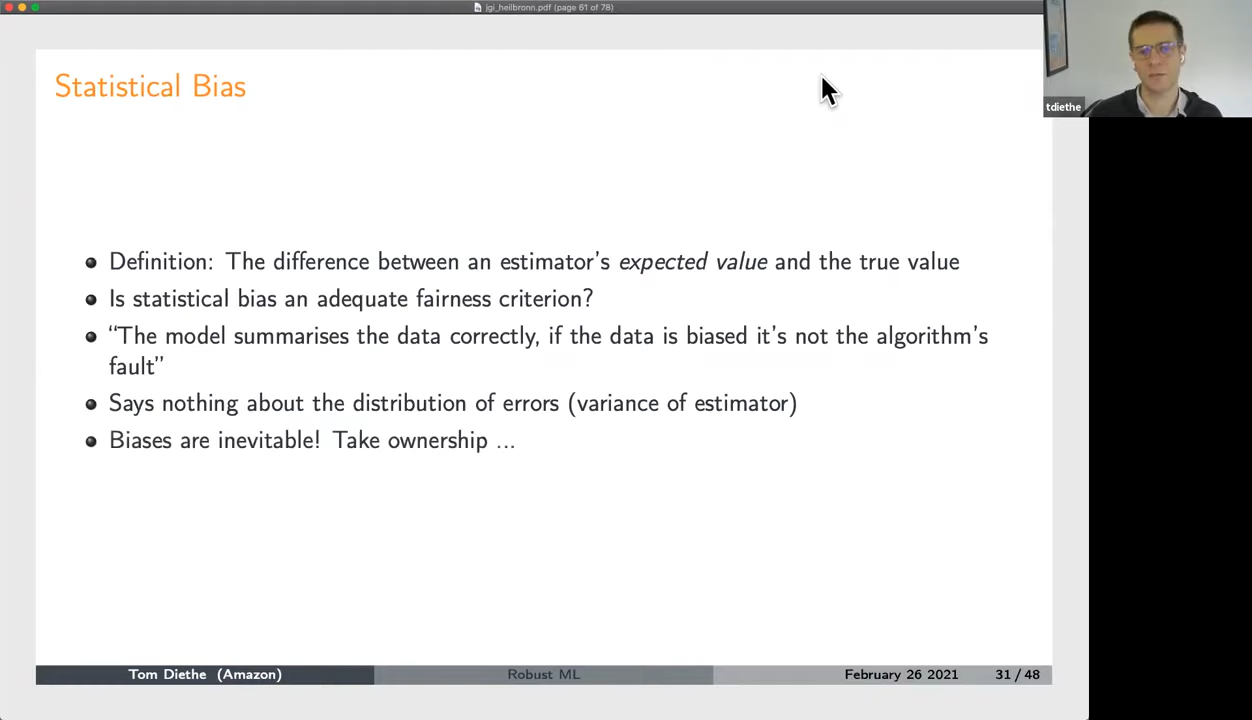 jgi_heilbronn.pdf (page 61 of 78)
tdiethe
Statistical Bias
Definition: The difference between an estimator's expected value and the true value
Is statistical bias an adequate fairness criterion?
“The model summarises the data correctly, if the data is biased it's not the algorithm's
fault”
Says nothing about the distribution of errors (variance of estimator)
Biases are inevitable! Take ownership ...
Tom Diethe (Amazon) Robust ML February 26 2021 31 / 48